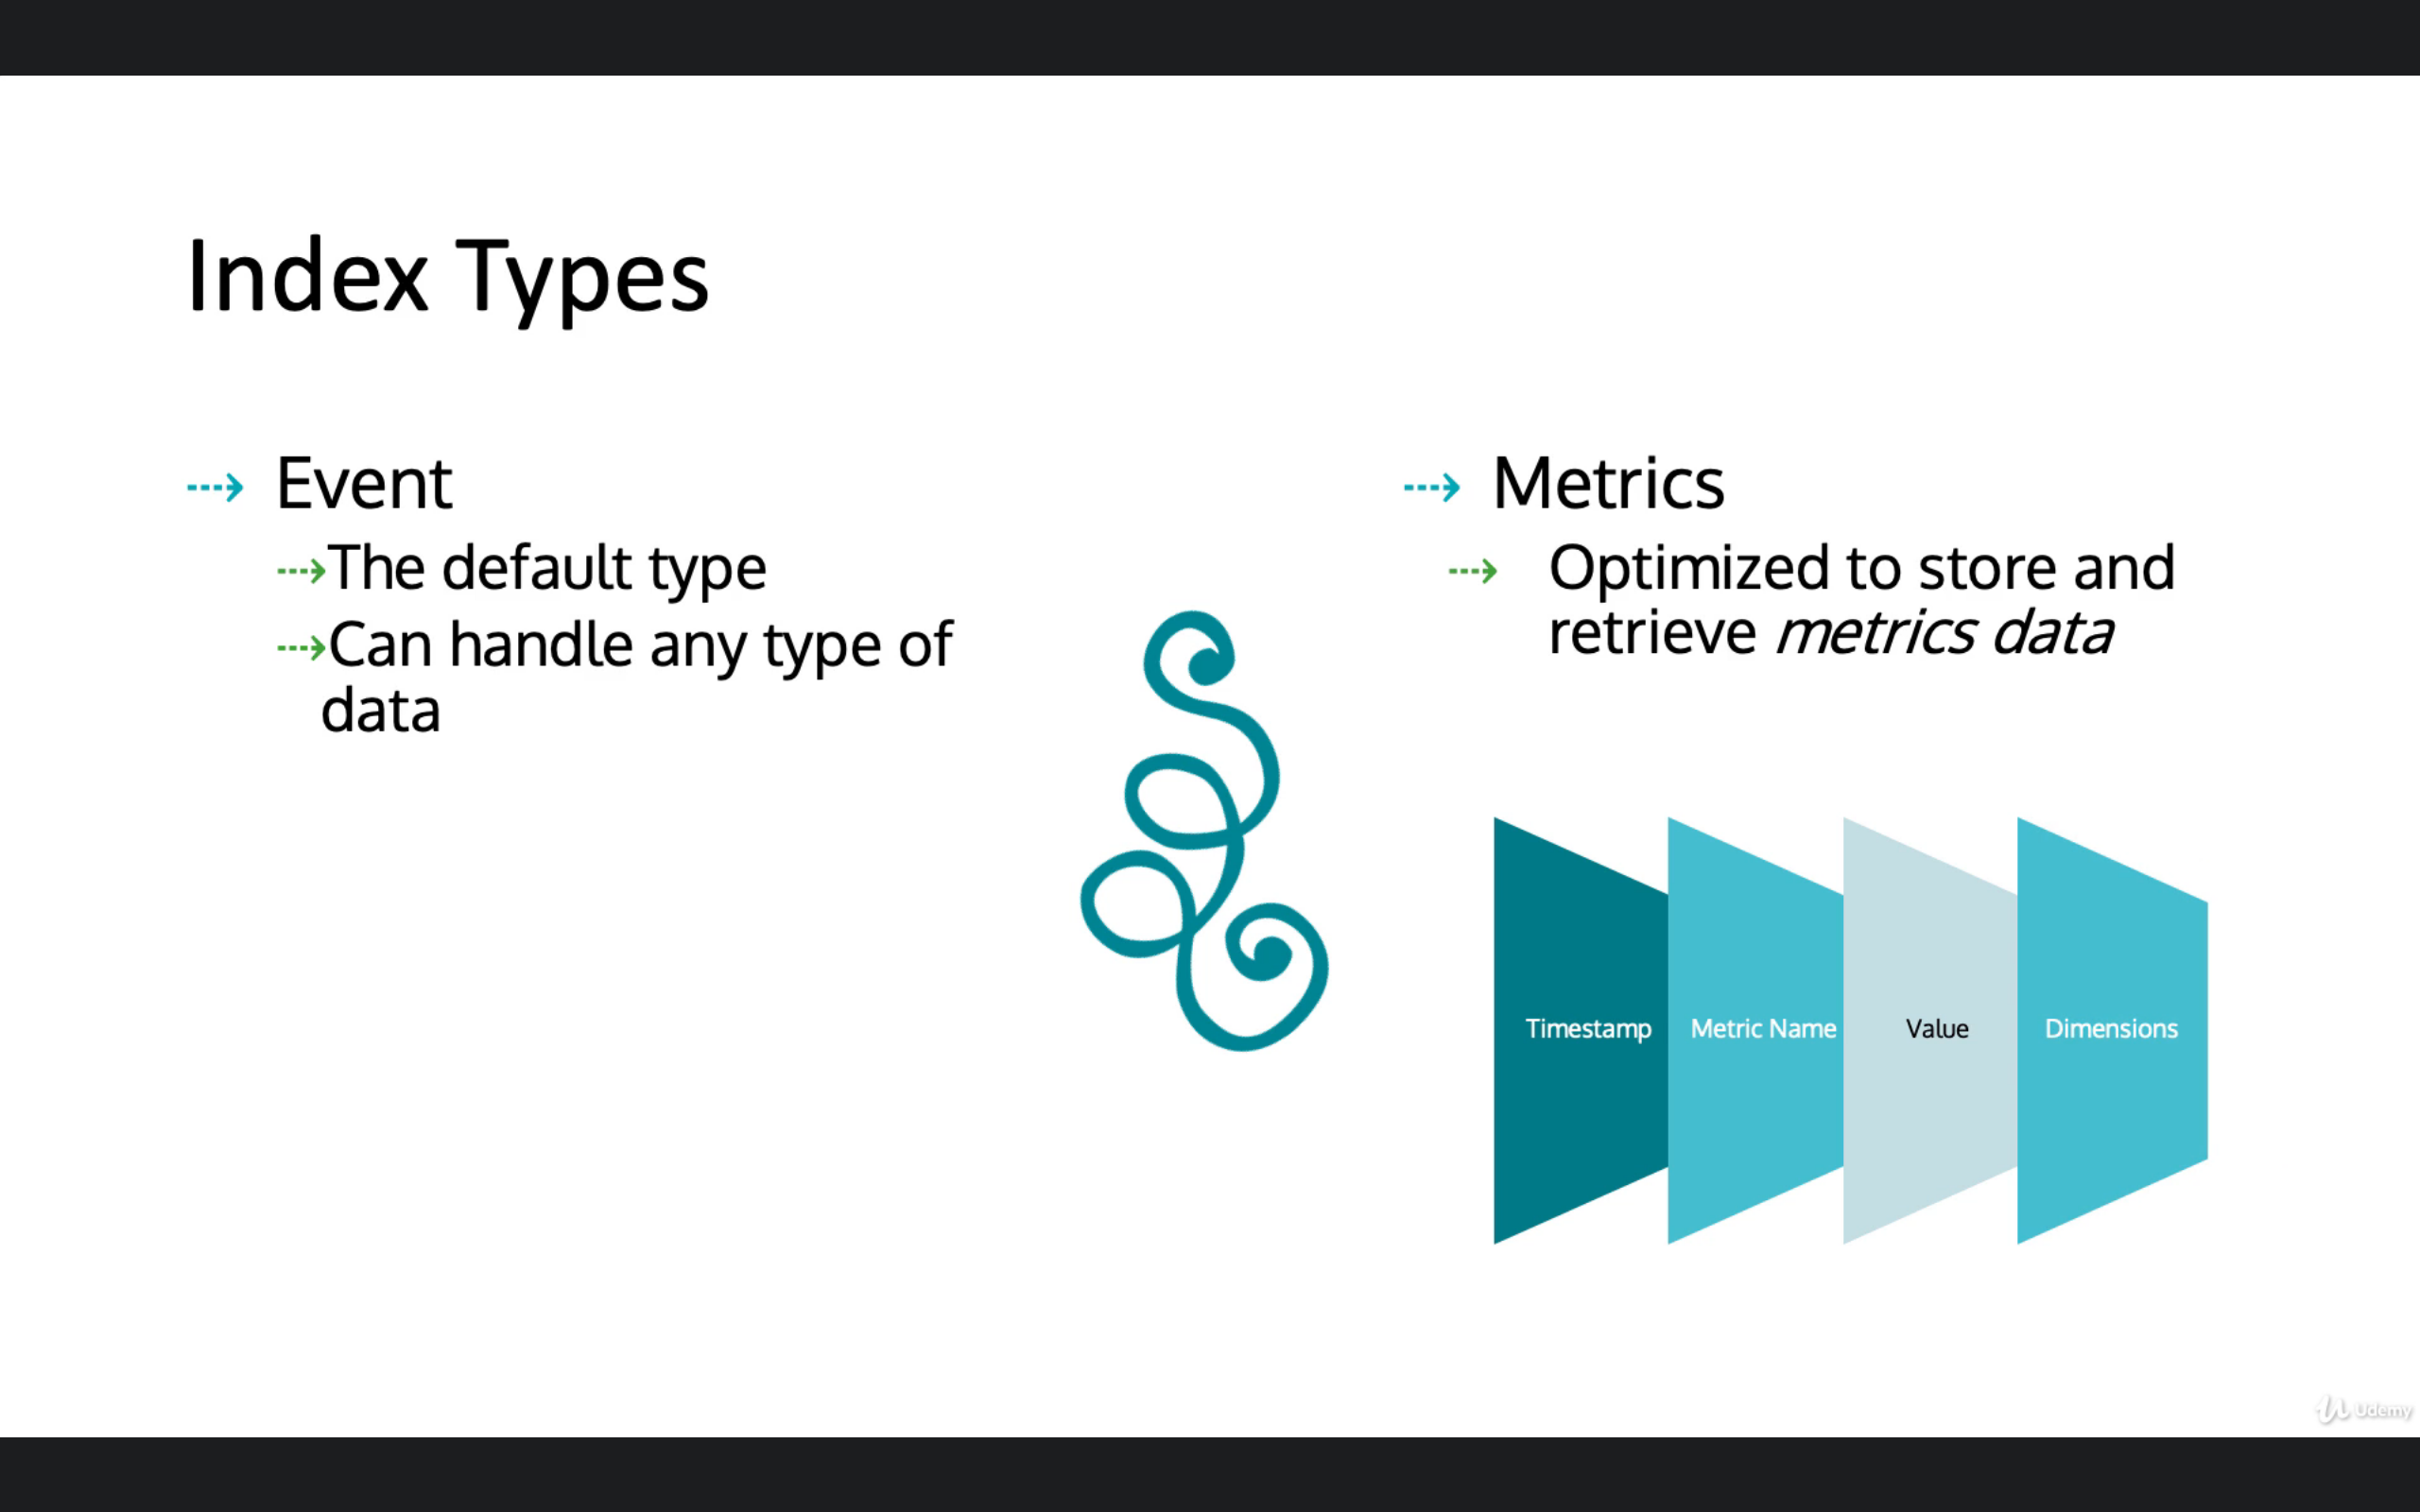 Index Types
Event
The default type
Can handle any type of
data
Metrics
Optimized to store and
retrieve metrics data
Timestamp
Metric Name
Value
Dimensions
Udemy